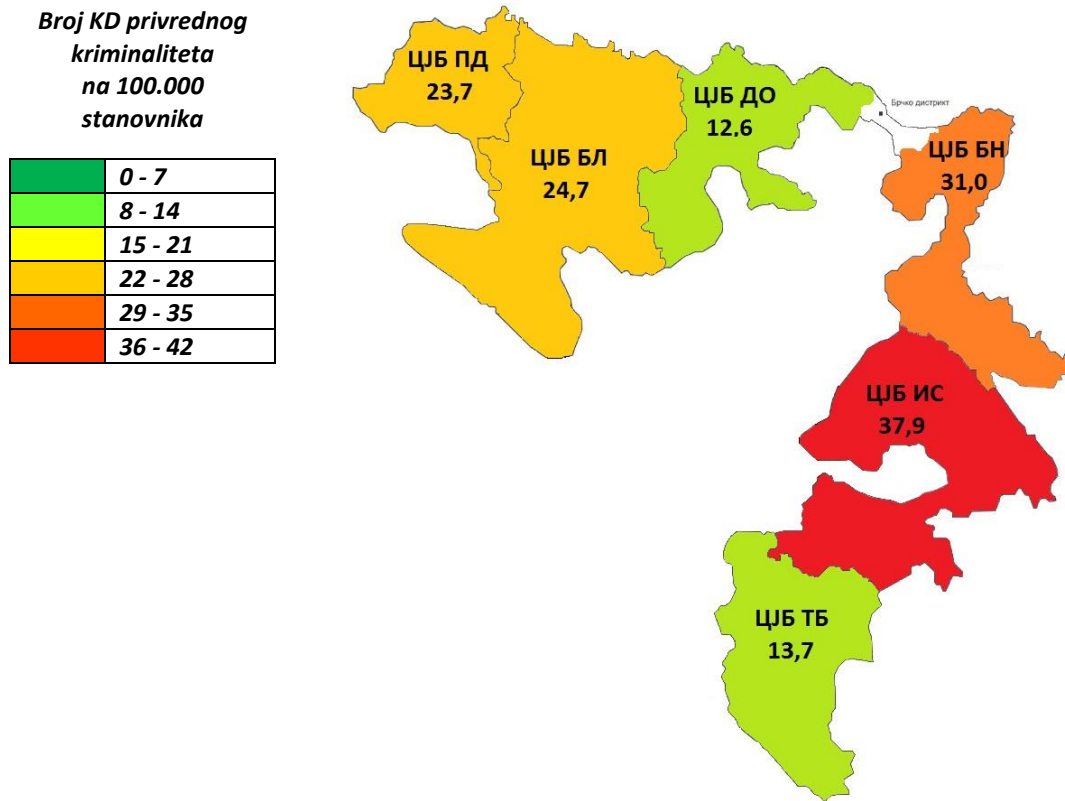 Broj KD privrednog
kriminaliteta
na 100.000
stanovnika
0 - 7
8 - 14
15 - 21
22 - 28
29 - 35
36 - 42
ЦЈБ ПД
23,7
ЦЈБ БЛ
24,7
ЦЈБ ДО
12,6
Брчко дистрикт
ЦЈБ БН
31,0
ЦЈБ ИС
37,9
ЦЈБ ТБ
13,7